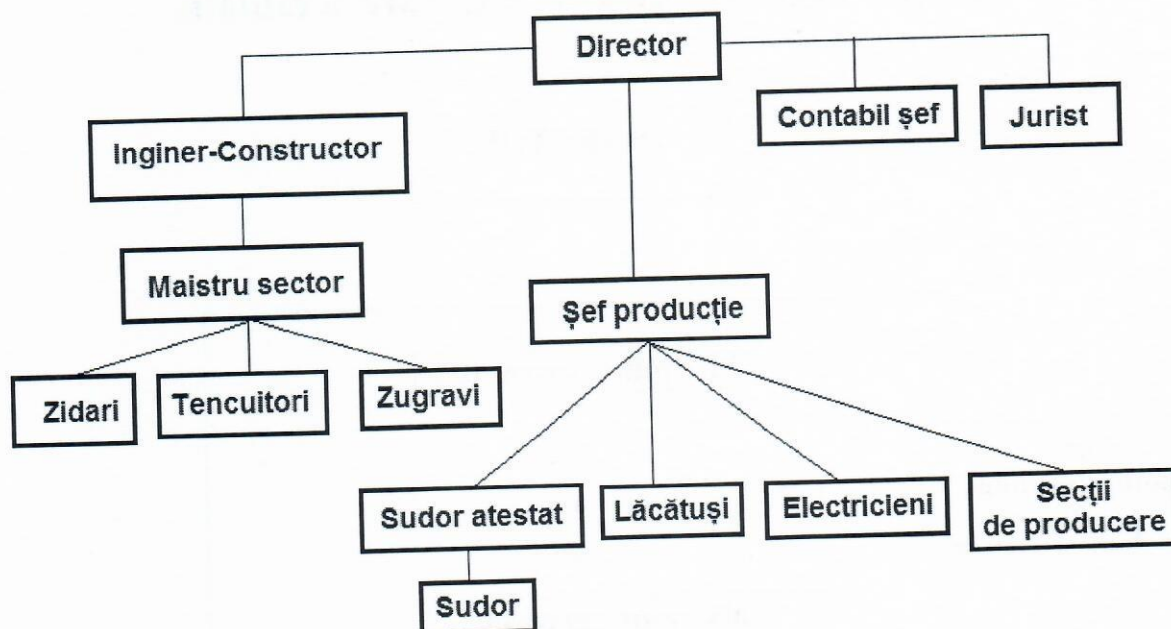 Director
Contabil șef
Jurist
Inginer-Constructor
Maistru sector
Șef producție
Zidari
Tencuitori
Zugravi
Sudor atestat
Lăcătuși
Electricieni
Secții
de producere
Sudor